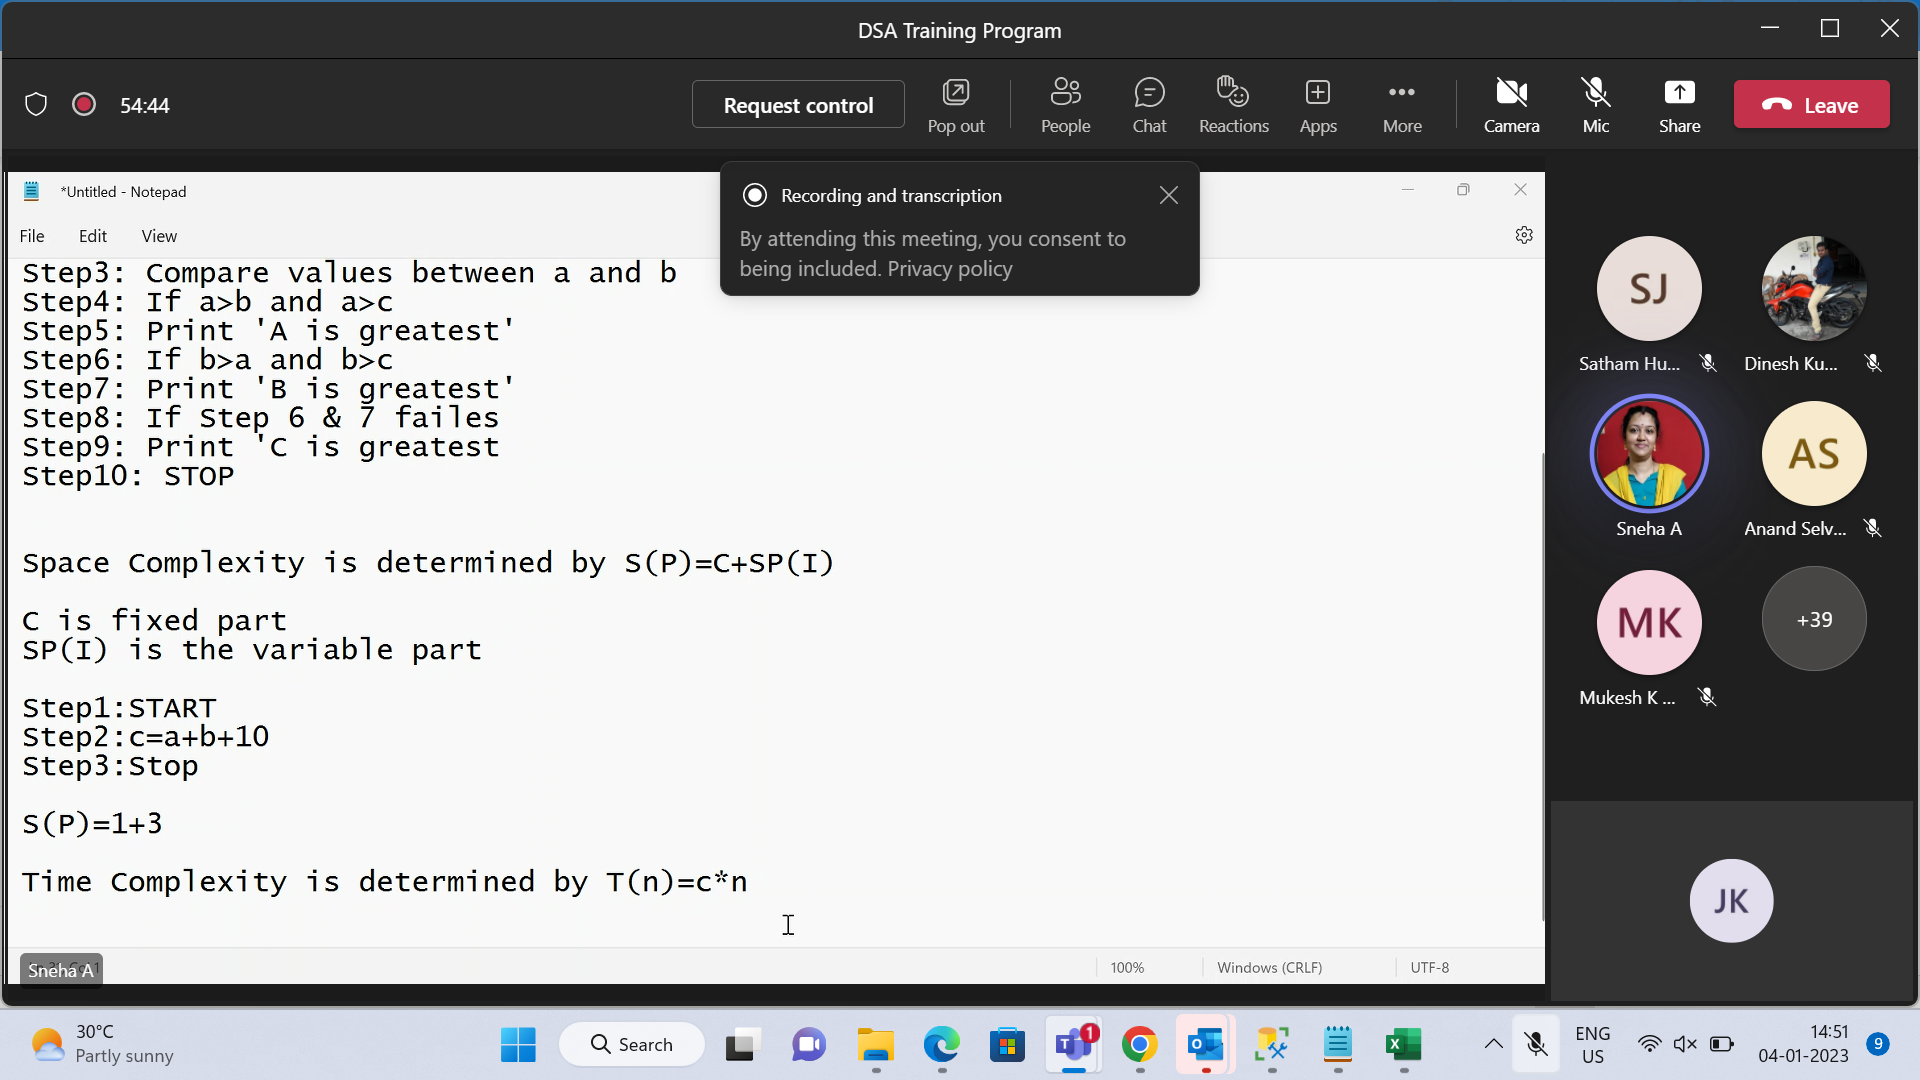 DSA Training Program
54:44
Request control
Pop out
People
Chat
Reactions
Apps
More
Camera
Mic
Share
Leave
*Untitled - Notepad
Recording and transcription
By attending this meeting, you consent to
being included. Privacy policy
File Edit View
Step3: Compare values between a and b
Step4: If a>b and a>c
Step5: Print 'A is greatest'
Step6: If b>a and b>c
Step7: Print 'B is greatest'
Step8: If Step 6 & 7 failes
Step9: Print 'C is greatest
Step10: STOP
Space Complexity is determined by S(P)=C+SP(I)
C is fixed part
SP(I) is the variable part
Step1:START
Step2:c=a+b+10
Step3:Stop
S(P)=1+3
Time Complexity is determined by T(n)=c*n
Sneha A
100%
Windows (CRLF)
UTF-8
SJ
Satham Hu...
Dinesh Ku...
Sneha A
AS
Anand Selv...
MK
Mukesh K ...
+39
JK
30°C
Partly sunny
Search
1
ENG
US
14:51
04-01-2023
9